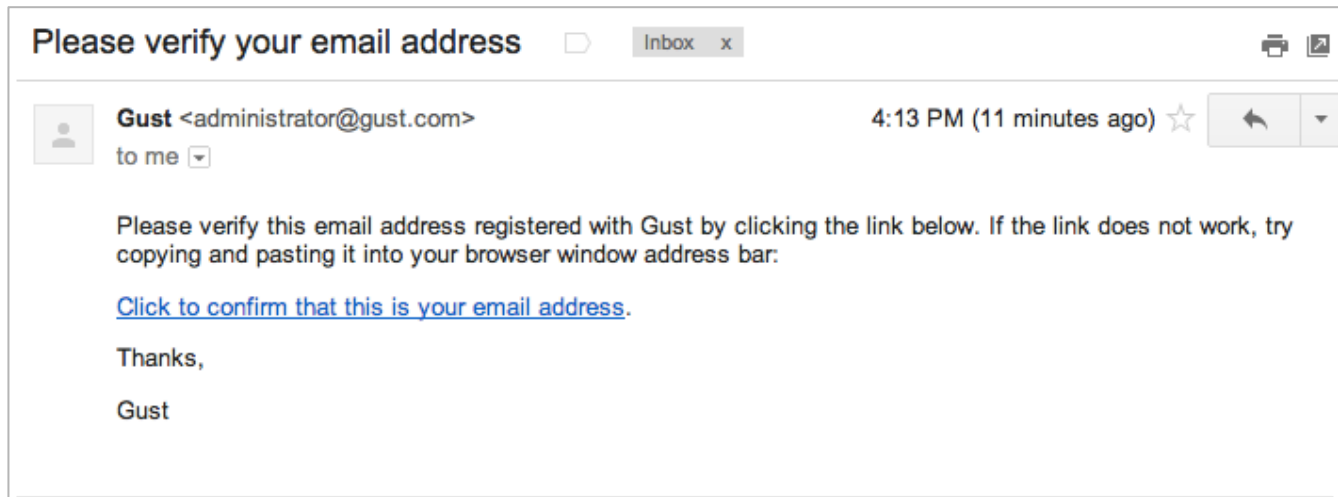 Please verify your email address
Inbox x
Gust <administrator@gust.com>
4:13 PM (11 minutes ago)
to me
Please verify this email address registered with Gust by clicking the link below. If the link does not work, try
copying and pasting it into your browser window address bar:
Click to confirm that this is your email address.
Thanks,
Gust